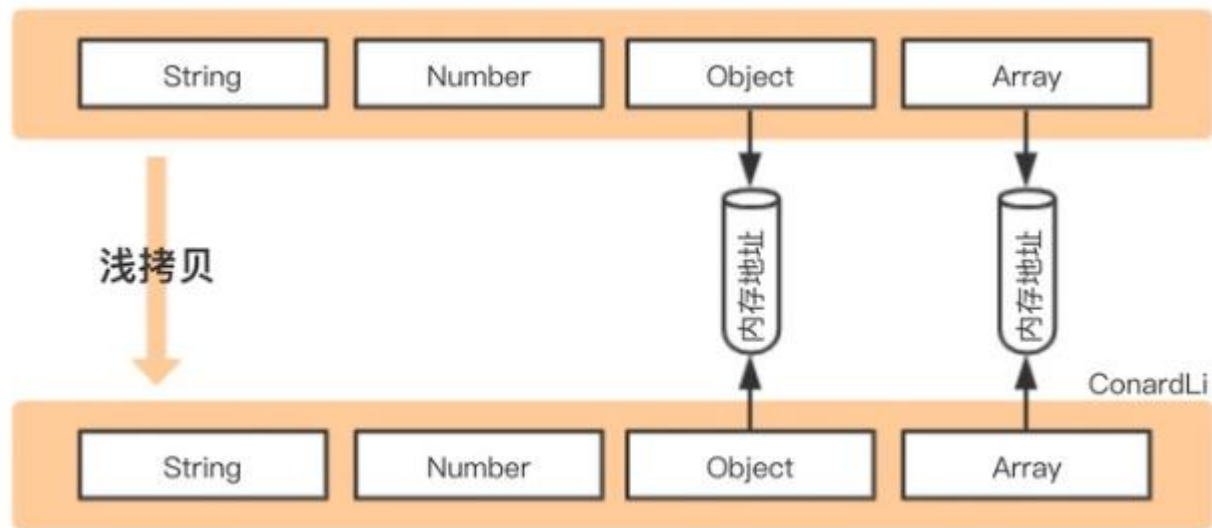 String Number Object Array
浅拷贝
内存地址 内存地址
ConardLi
String Number Object Array